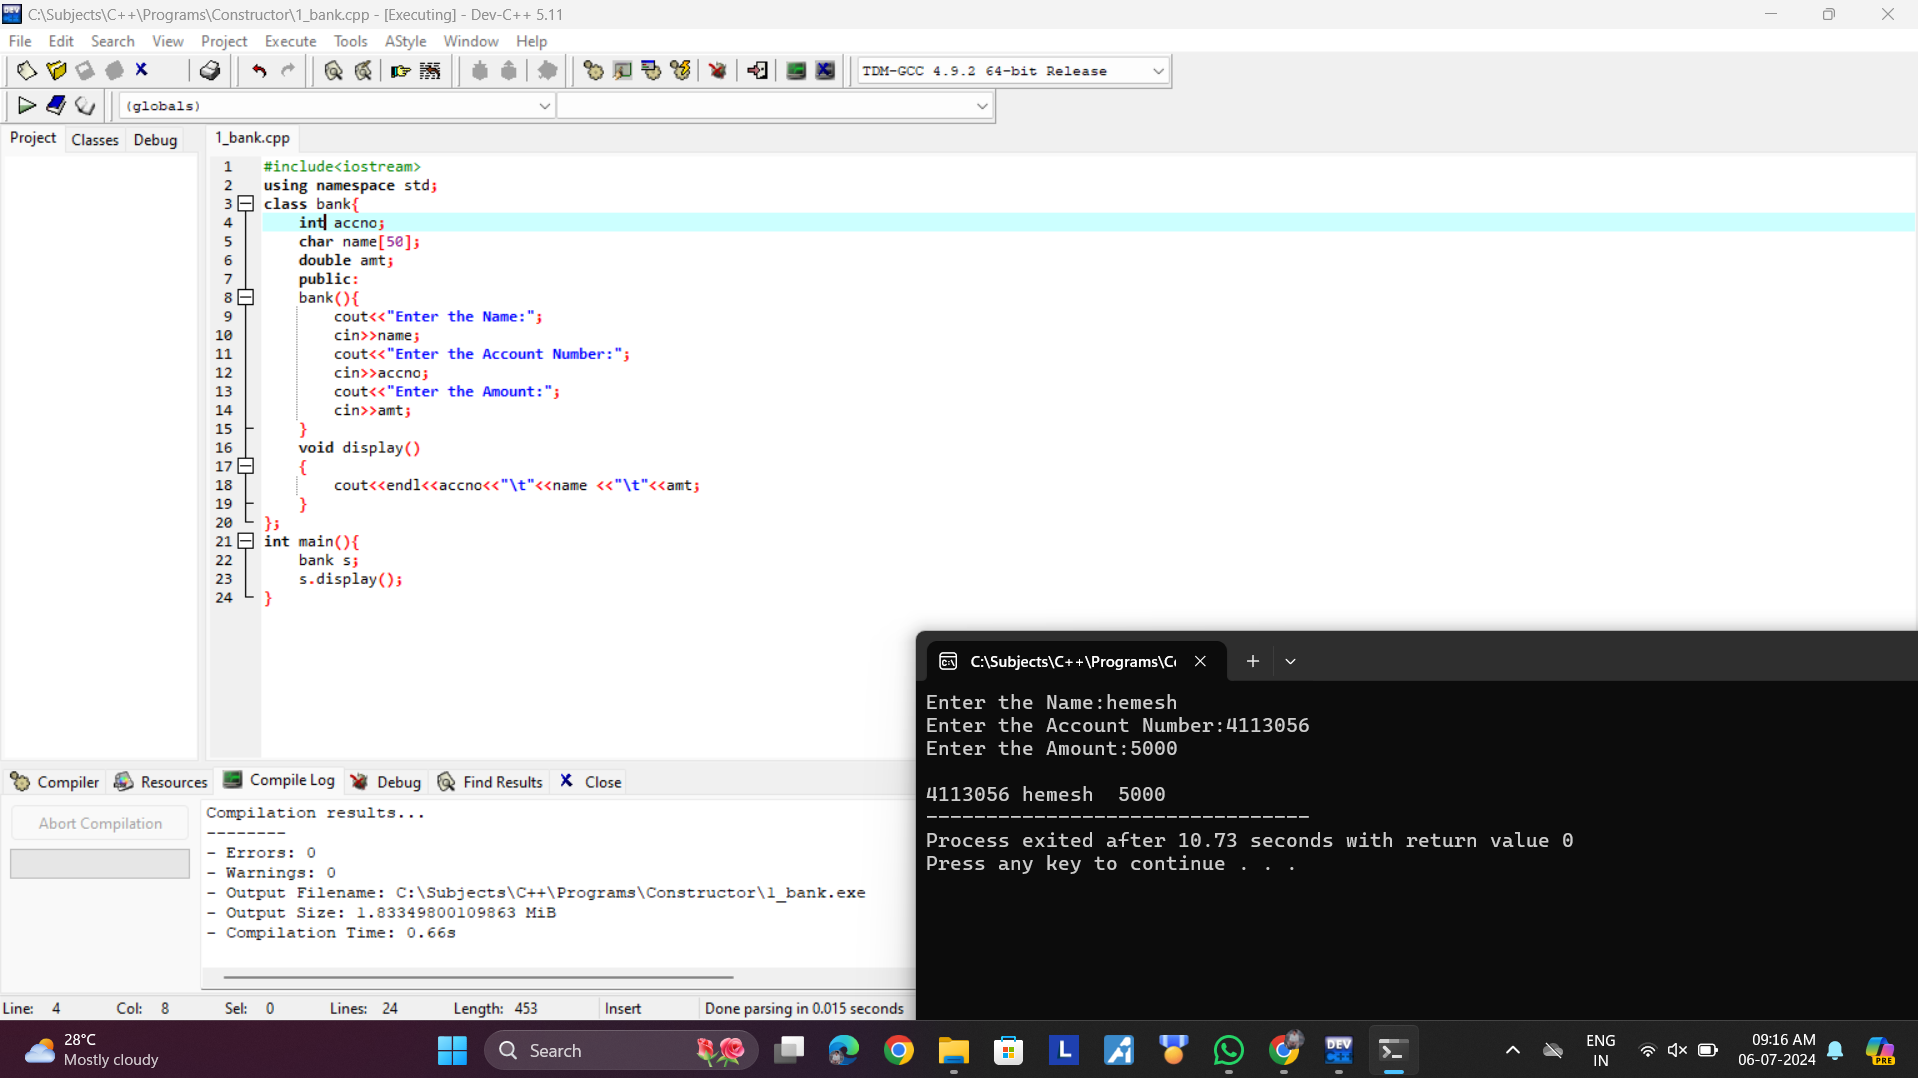 C:\Subjects\C++\Programs\Constructor\1_bank.cpp - [Executing] - Dev-C++ 5.11
File Edit Search View Project Execute Tools AStyle Window Help
TDM-GCC 4.9.2 64-bit Release
(globals)
Project Classes Debug 1_bank.cpp
1 #include<iostream>
2 using namespace std;
3 class bank{
4 int accno;
5 char name[50];
6 double amt;
7 public:
8 bank(){
9 cout<<"Enter the Name:";
10 cin>>name;
11 cout<<"Enter the Account Number:";
12 cin>>accno;
13 cout<<"Enter the Amount:";
14 cin>>amt;
15 }
16 void display()
17 {
18 cout<<endl<<accno<<"\t"<<name <<"\t"<<amt;
19 }
20 };
21 int main(){
22 bank s;
23 s.display();
24 }
C:\Subjects\C++\Programs\Co
Enter the Name:hemesh
Enter the Account Number:4113056
Enter the Amount:5000
4113056 hemesh 5000
--------------------------------
Process exited after 10.73 seconds with return value 0
Press any key to continue . . .
Compiler Resources Compile Log Debug Find Results Close
Abort Compilation
Compilation results...
--------
- Errors: 0
- Warnings: 0
- Output Filename: C:\Subjects\C++\Programs\Constructor\1_bank.exe
- Output Size: 1.83349800109863 MiB
- Compilation Time: 0.66s
Line: 4 Col: 8 Sel: 0 Lines: 24 Length: 453 Insert Done parsing in 0.015 seconds
28°C
Mostly cloudy
Search
L
DEV
C++
ENG
IN
09:16 AM
06-07-2024
PRE